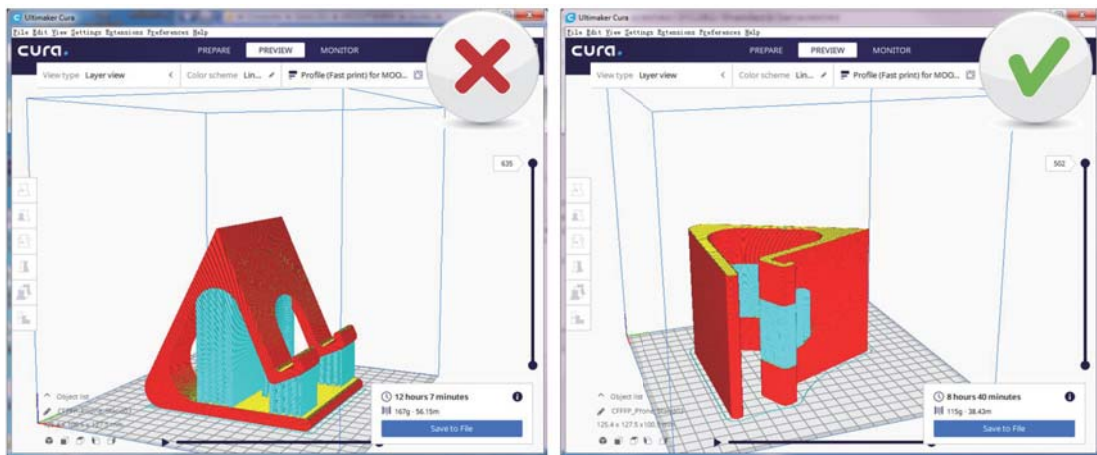 Ultimaker Cura
File Edit View Settings Extensions Preferences Help
cura.
PREPARE PREVIEW MONITOR
View type Layer view
Color scheme Lin...
Profile (Fast print) for MOO...
635
Object list
12 hours 7 minutes
167g · 56.15m
Save to File
Ultimaker Cura
File Edit View Settings Extensions Preferences Help
cura.
PREPARE PREVIEW MONITOR
View type Layer view
Color scheme Lin...
Profile (Fast print) for MOO...
502
Object list
8 hours 40 minutes
115g · 38.43m
Save to File